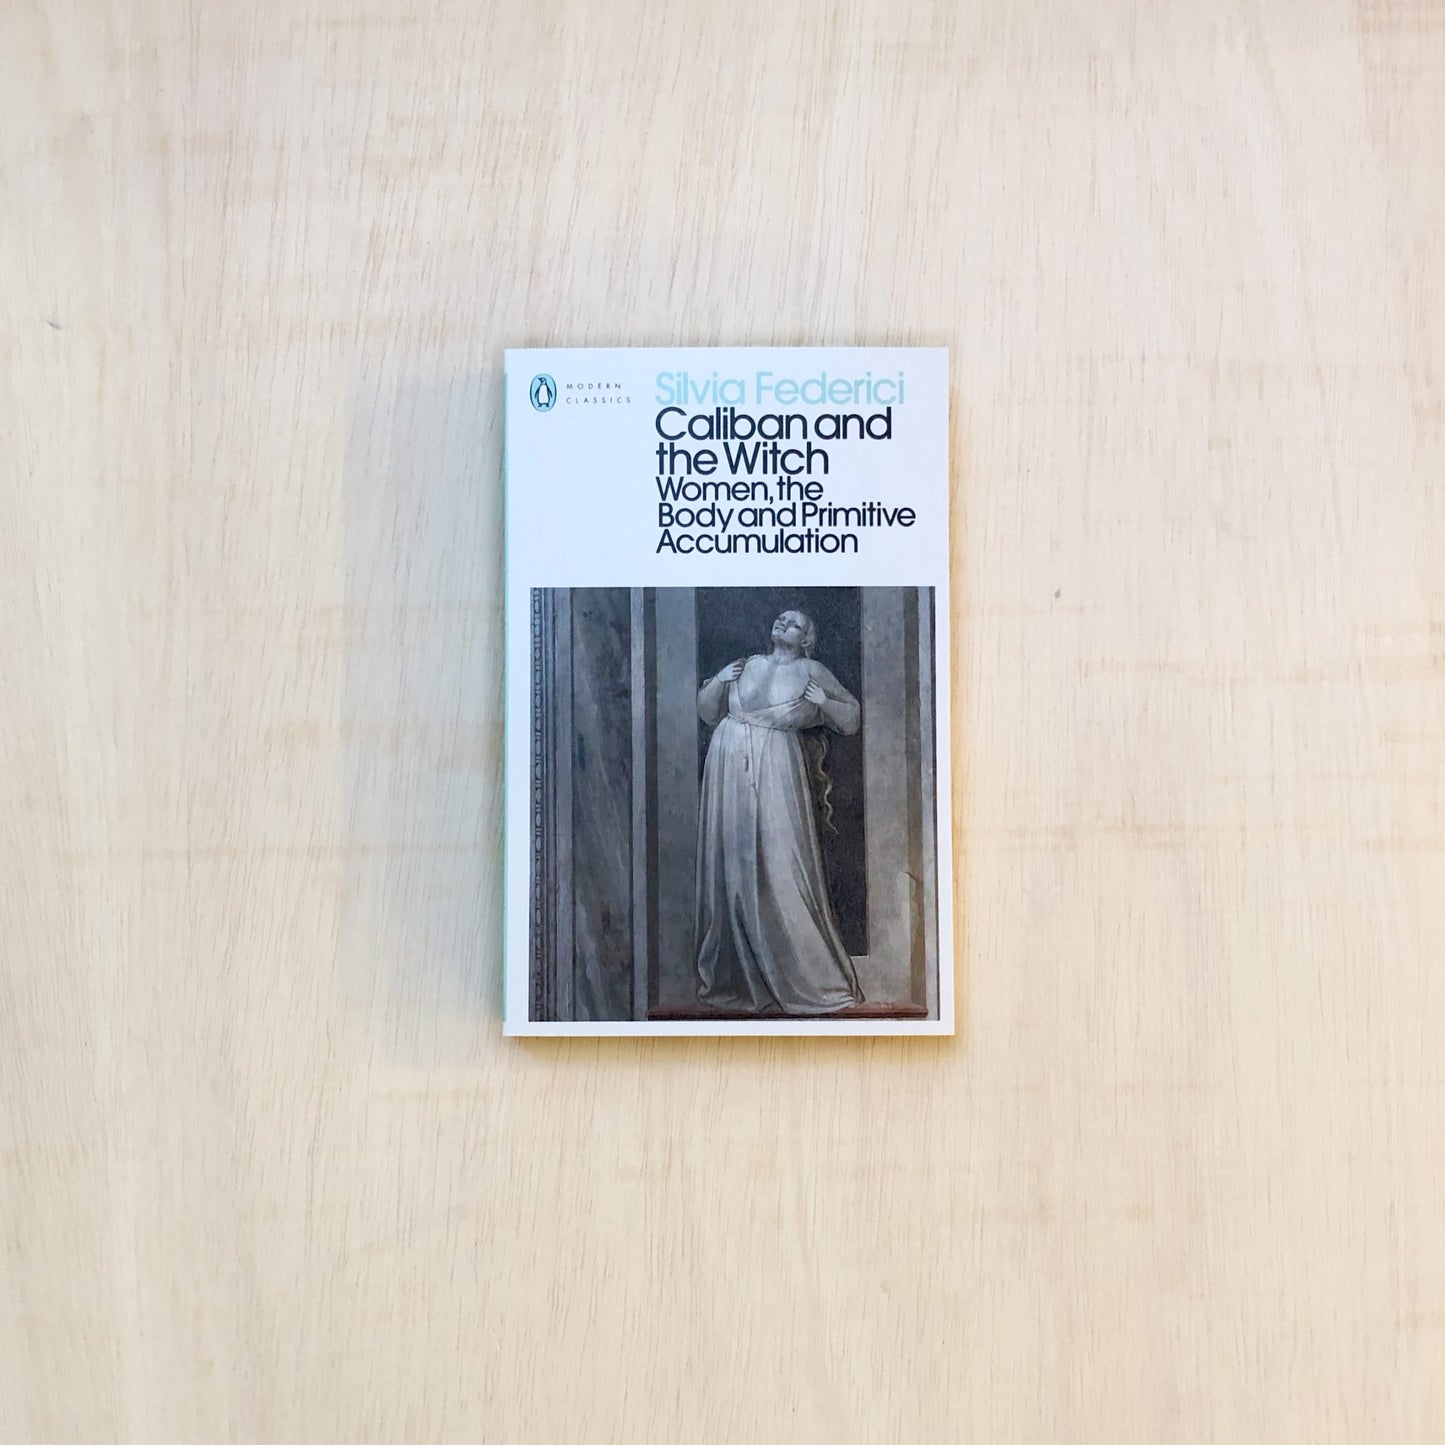 MODERN
CLASSICS
Silvia Federici
Caliban and
the Witch
Women, the
Body and Primitive
Accumulation